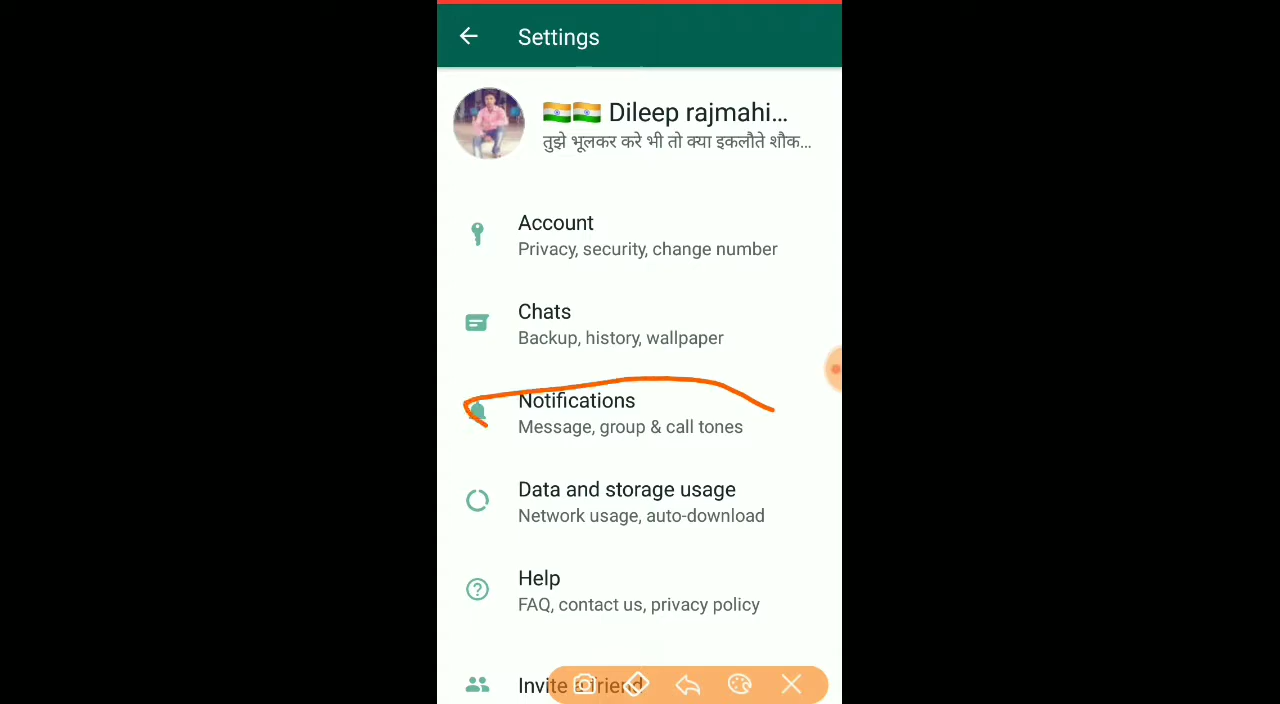 Settings
🇮🇳🇮🇳 Dileep rajmahi...
तुझे भूलकर करे भी तो क्या इकलौते शौक...
Account
Privacy, security, change number
Chats
Backup, history, wallpaper
Notifications
Message, group & call tones
Data and storage usage
Network usage, auto-download
Help
FAQ, contact us, privacy policy
Invite a friend